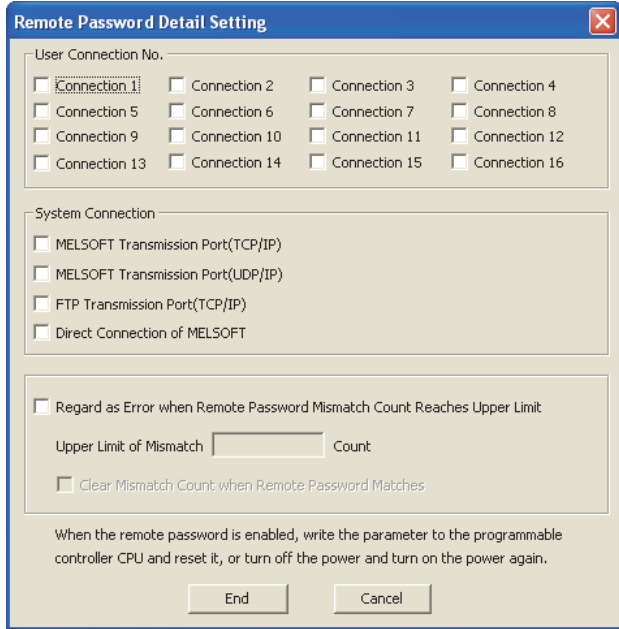 Remote Password Detail Setting
User Connection No.
Connection 1 Connection 2 Connection 3 Connection 4
Connection 5 Connection 6 Connection 7 Connection 8
Connection 9 Connection 10 Connection 11 Connection 12
Connection 13 Connection 14 Connection 15 Connection 16
System Connection
MELSOFT Transmission Port(TCP/IP)
MELSOFT Transmission Port(UDP/IP)
FTP Transmission Port(TCP/IP)
Direct Connection of MELSOFT
Regard as Error when Remote Password Mismatch Count Reaches Upper Limit
Upper Limit of Mismatch Count
Clear Mismatch Count when Remote Password Matches
When the remote password is enabled, write the parameter to the programmable
controller CPU and reset it, or turn off the power and turn on the power again.
End Cancel